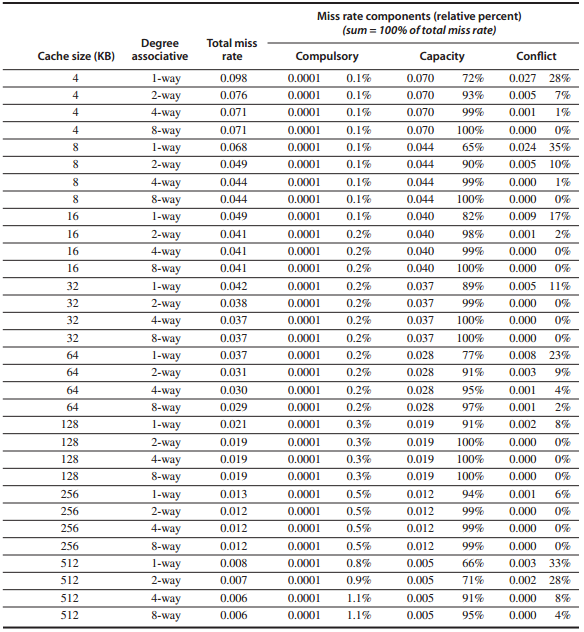 Miss rate components (relative percent)
(sum = 100% of total miss rate)
Cache size (KB) Degree associative Total miss rate Compulsory Capacity Conflict
4 1-way 0.098 0.0001 0.1% 0.070 72% 0.027 28%
4 2-way 0.076 0.0001 0.1% 0.070 93% 0.005 7%
4 4-way 0.071 0.0001 0.1% 0.070 99% 0.001 1%
4 8-way 0.071 0.0001 0.1% 0.070 100% 0.000 0%
8 1-way 0.068 0.0001 0.1% 0.044 65% 0.024 35%
8 2-way 0.049 0.0001 0.1% 0.044 90% 0.005 10%
8 4-way 0.044 0.0001 0.1% 0.044 99% 0.000 1%
8 8-way 0.044 0.0001 0.1% 0.044 100% 0.000 0%
16 1-way 0.049 0.0001 0.1% 0.040 82% 0.009 17%
16 2-way 0.041 0.0001 0.2% 0.040 98% 0.001 2%
16 4-way 0.041 0.0001 0.2% 0.040 99% 0.000 0%
16 8-way 0.041 0.0001 0.2% 0.040 100% 0.000 0%
32 1-way 0.042 0.0001 0.2% 0.037 89% 0.005 11%
32 2-way 0.038 0.0001 0.2% 0.037 99% 0.000 0%
32 4-way 0.037 0.0001 0.2% 0.037 100% 0.000 0%
32 8-way 0.037 0.0001 0.2% 0.037 100% 0.000 0%
64 1-way 0.037 0.0001 0.2% 0.028 77% 0.008 23%
64 2-way 0.031 0.0001 0.2% 0.028 91% 0.003 9%
64 4-way 0.030 0.0001 0.2% 0.028 95% 0.001 4%
64 8-way 0.029 0.0001 0.2% 0.028 97% 0.001 2%
128 1-way 0.021 0.0001 0.3% 0.019 91% 0.002 8%
128 2-way 0.019 0.0001 0.3% 0.019 100% 0.000 0%
128 4-way 0.019 0.0001 0.3% 0.019 100% 0.000 0%
128 8-way 0.019 0.0001 0.3% 0.019 100% 0.000 0%
256 1-way 0.013 0.0001 0.5% 0.012 94% 0.001 6%
256 2-way 0.012 0.0001 0.5% 0.012 99% 0.000 0%
256 4-way 0.012 0.0001 0.5% 0.012 99% 0.000 0%
256 8-way 0.012 0.0001 0.5% 0.012 99% 0.000 0%
512 1-way 0.008 0.0001 0.8% 0.005 66% 0.003 33%
512 2-way 0.007 0.0001 0.9% 0.005 71% 0.002 28%
512 4-way 0.006 0.0001 1.1% 0.005 91% 0.000 8%
512 8-way 0.006 0.0001 1.1% 0.005 95% 0.000 4%